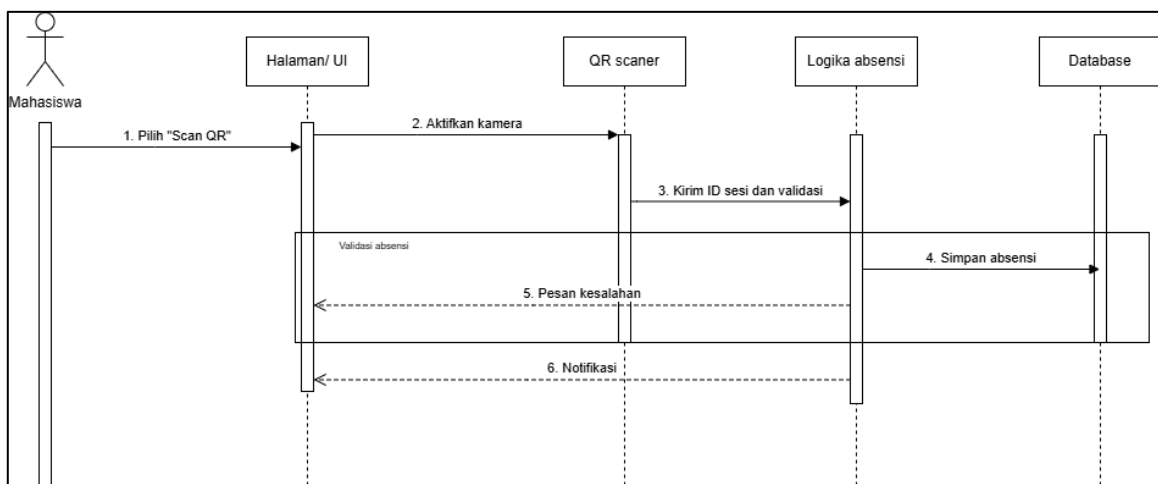 Mahasiswa
Halaman/ UI
QR scaner
Logika absensi
Database
1. Pilih "Scan QR"
2. Aktifkan kamera
3. Kirim ID sesi dan validasi
Validasi absensi
4. Simpan absensi
5. Pesan kesalahan
6. Notifikasi